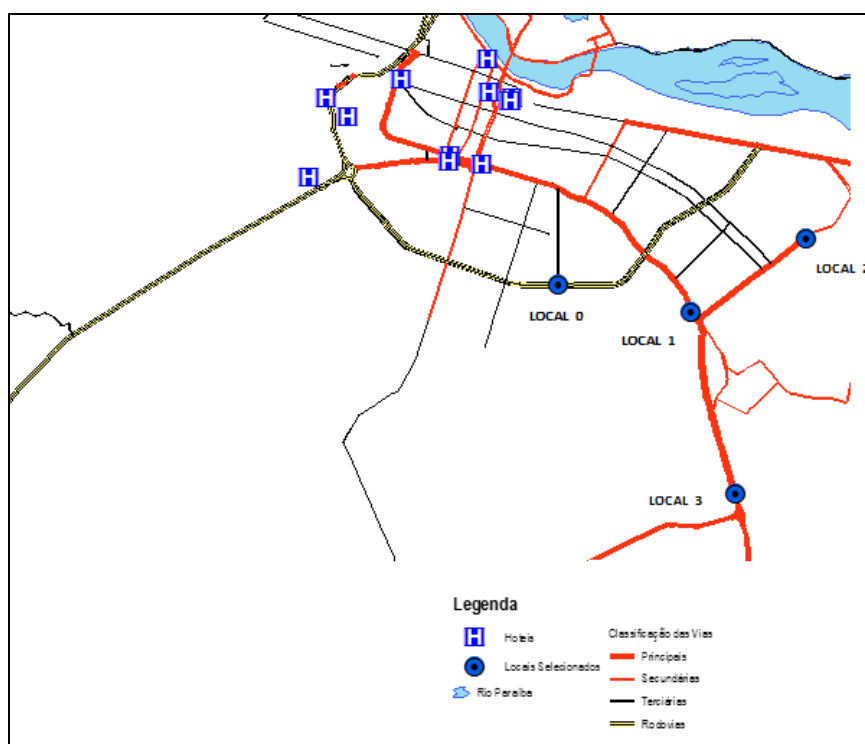 LOCAL 2
LOCAL 0
LOCAL 1
LOCAL 3
Legenda
H Hoteis
Locais Selecionados
Rio Paraíba
Classificação das Vias
Principais
Secundárias
Terciárias
Rodovias